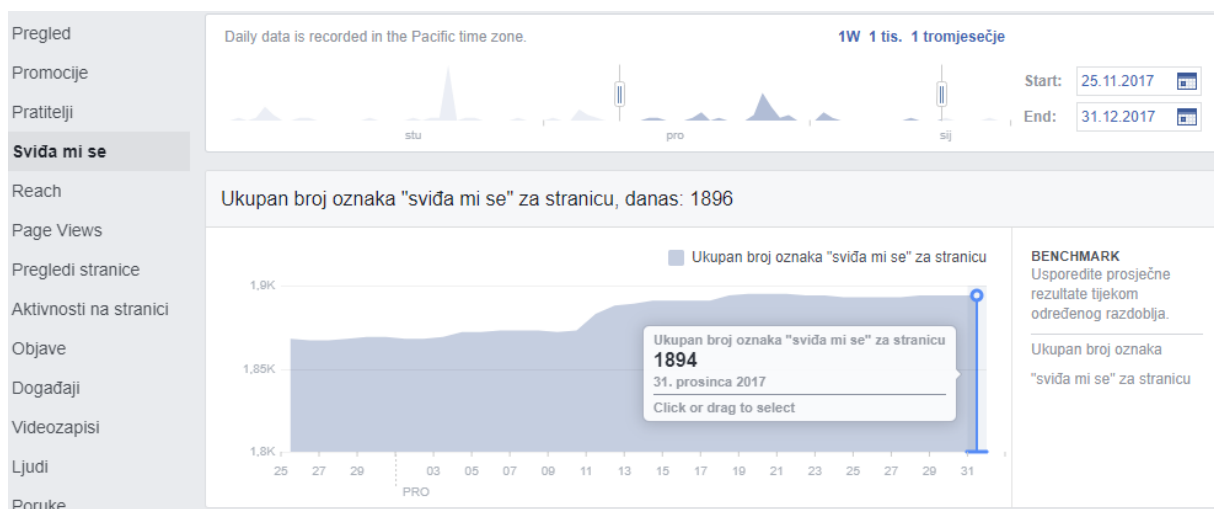 Pregled
Promocije
Pratitelji
Sviđa mi se
Reach
Page Views
Pregledi stranice
Aktivnosti na stranici
Objave
Događaji
Videozapisi
Ljudi
Poruke
Daily data is recorded in the Pacific time zone.
1W 1 tis. 1 tromjesečje
stu pro sij
Start: 25.11.2017
End: 31.12.2017
Ukupan broj oznaka "sviđa mi se" za stranicu, danas: 1896
Ukupan broj oznaka "sviđa mi se" za stranicu
1,9K
1,85K
1,8K
Ukupan broj oznaka "sviđa mi se" za stranicu
1894
31. prosinca 2017
Click or drag to select
25 27 29 03 05 07 09 11 13 15 17 19 21 23 25 27 29 31
PRO
BENCHMARK
Usporedite prosječne
rezultate tijekom
određenog razdoblja.
Ukupan broj oznaka
"sviđa mi se" za stranicu